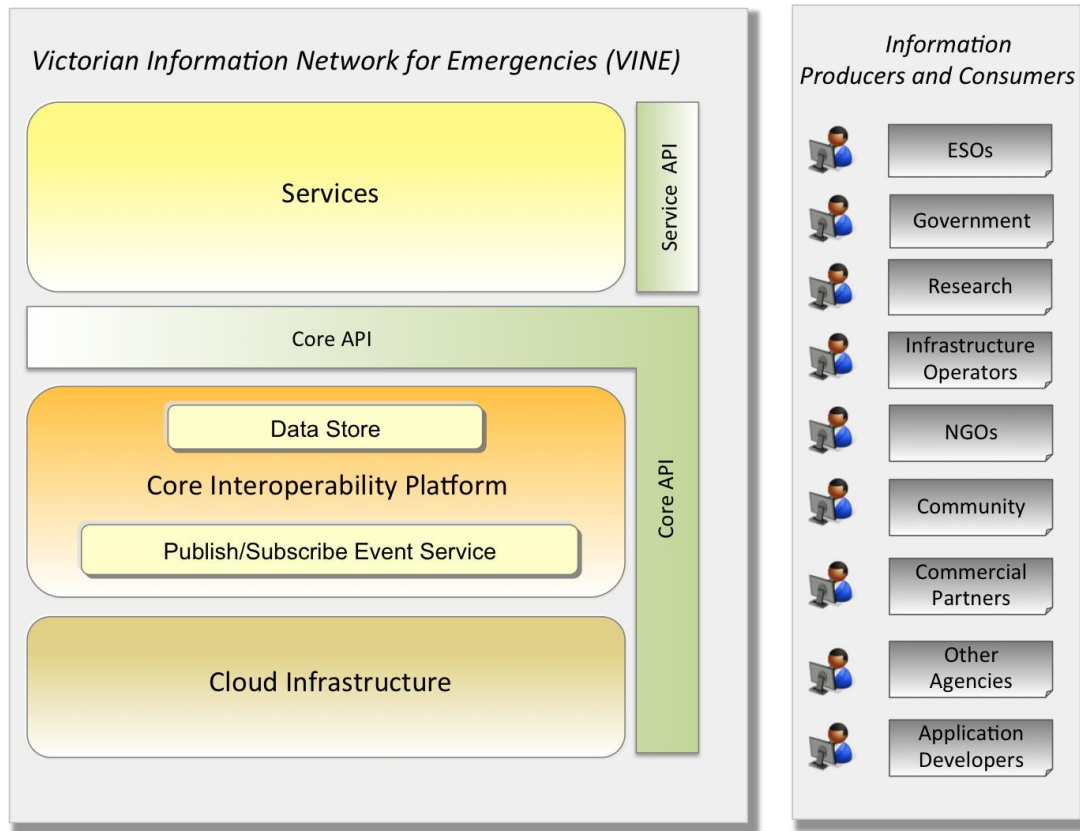 Victorian Information Network for Emergencies (VINE)
Services
Service API
Core API
Data Store
Core Interoperability Platform
Publish/Subscribe Event Service
Core API
Cloud Infrastructure
Information
Producers and Consumers
ESOs
Government
Research
Infrastructure
Operators
NGOs
Community
Commercial
Partners
Other
Agencies
Application
Developers